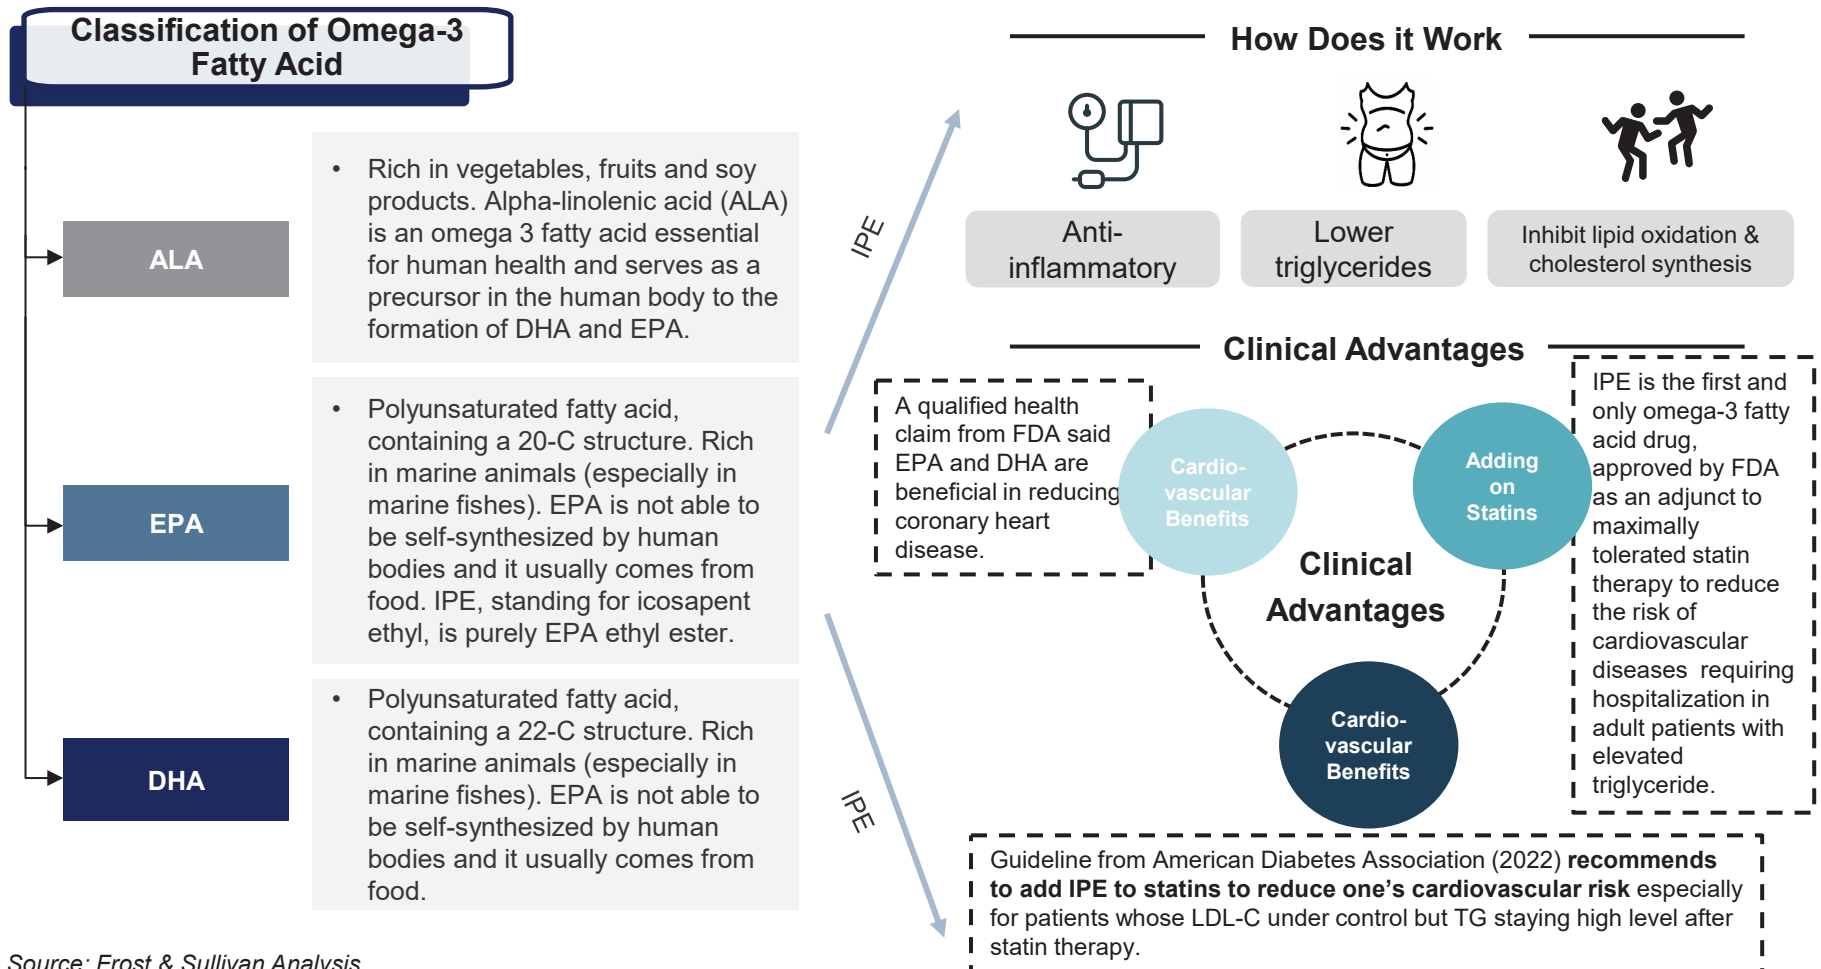 Classification of Omega-3
Fatty Acid
ALA
• Rich in vegetables, fruits and soy
products. Alpha-linolenic acid (ALA)
is an omega 3 fatty acid essential
for human health and serves as a
precursor in the human body to the
formation of DHA and EPA.
EPA
• Polyunsaturated fatty acid,
containing a 20-C structure. Rich
in marine animals (especially in
marine fishes). EPA is not able to
be self-synthesized by human
bodies and it usually comes from
food. IPE, standing for icosapent
ethyl, is purely EPA ethyl ester.
DHA
• Polyunsaturated fatty acid,
containing a 22-C structure. Rich
in marine animals (especially in
marine fishes). EPA is not able to
be self-synthesized by human
bodies and it usually comes from
food.
IPE
IPE
How Does it Work
Anti-
inflammatory
Lower
triglycerides
Inhibit lipid oxidation &
cholesterol synthesis
Clinical Advantages
A qualified health
claim from FDA said
EPA and DHA are
beneficial in reducing
coronary heart
disease.
Cardio-
vascular
Benefits
Adding
on
Statins
Clinical
Advantages
Cardio-
vascular
Benefits
IPE is the first and
only omega-3 fatty
acid drug,
approved by FDA
as an adjunct to
maximally
tolerated statin
therapy to reduce
the risk of
cardiovascular
diseases requiring
hospitalization in
adult patients with
elevated
triglyceride.
Guideline from American Diabetes Association (2022) recommends
to add IPE to statins to reduce one’s cardiovascular risk especially
for patients whose LDL-C under control but TG staying high level after
statin therapy.
Source: Frost & Sullivan Analysis